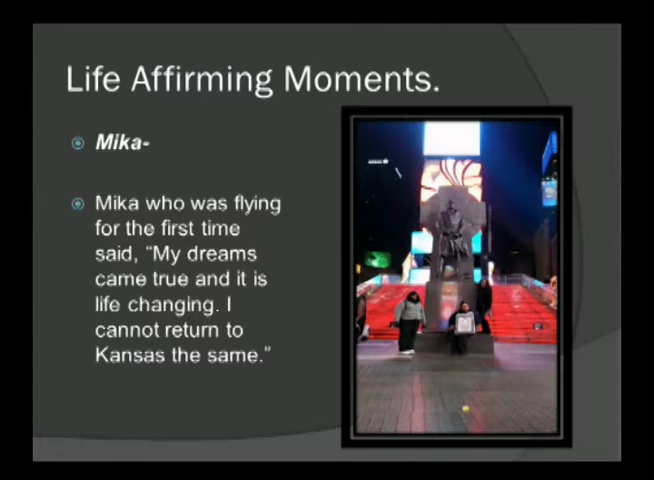 Life Affirming Moments.
Mika-
Mika who was flying
for the first time
said, “My dreams
came true and it is
life changing. I
cannot return to
Kansas the same.”